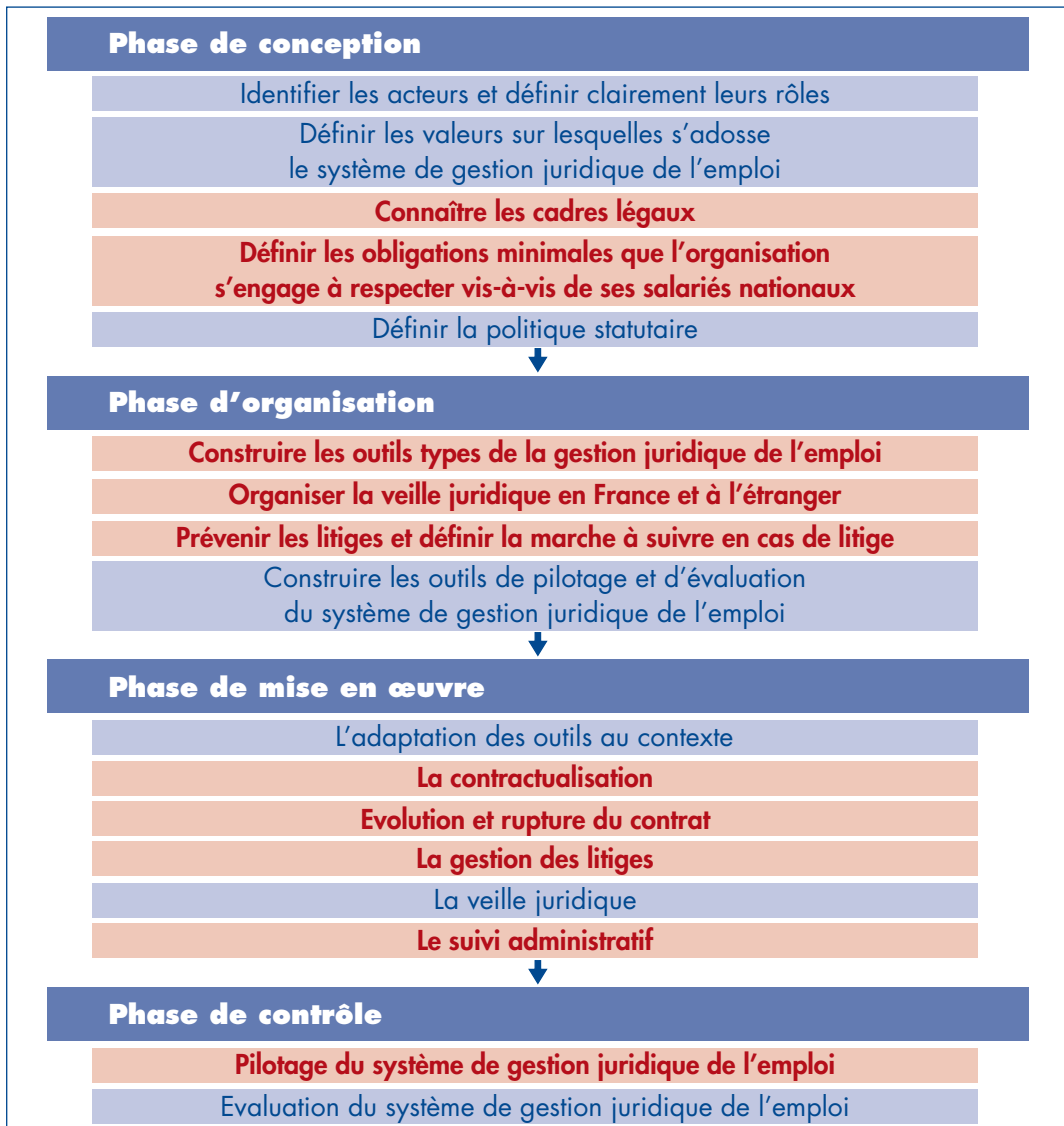 Phase de conception
Identifier les acteurs et définir clairement leurs rôles
Définir les valeurs sur lesquelles s’adosse
le système de gestion juridique de l’emploi
Connaître les cadres légaux
Définir les obligations minimales que l’organisation
s’engage à respecter vis-à-vis de ses salariés nationaux
Définir la politique statutaire
Phase d’organisation
Construire les outils types de la gestion juridique de l’emploi
Organiser la veille juridique en France et à l’étranger
Prévenir les litiges et définir la marche à suivre en cas de litige
Construire les outils de pilotage et d’évaluation
du système de gestion juridique de l’emploi
Phase de mise en œuvre
L’adaptation des outils au contexte
La contractualisation
Evolution et rupture du contrat
La gestion des litiges
La veille juridique
Le suivi administratif
Phase de contrôle
Pilotage du système de gestion juridique de l’emploi
Evaluation du système de gestion juridique de l’emploi